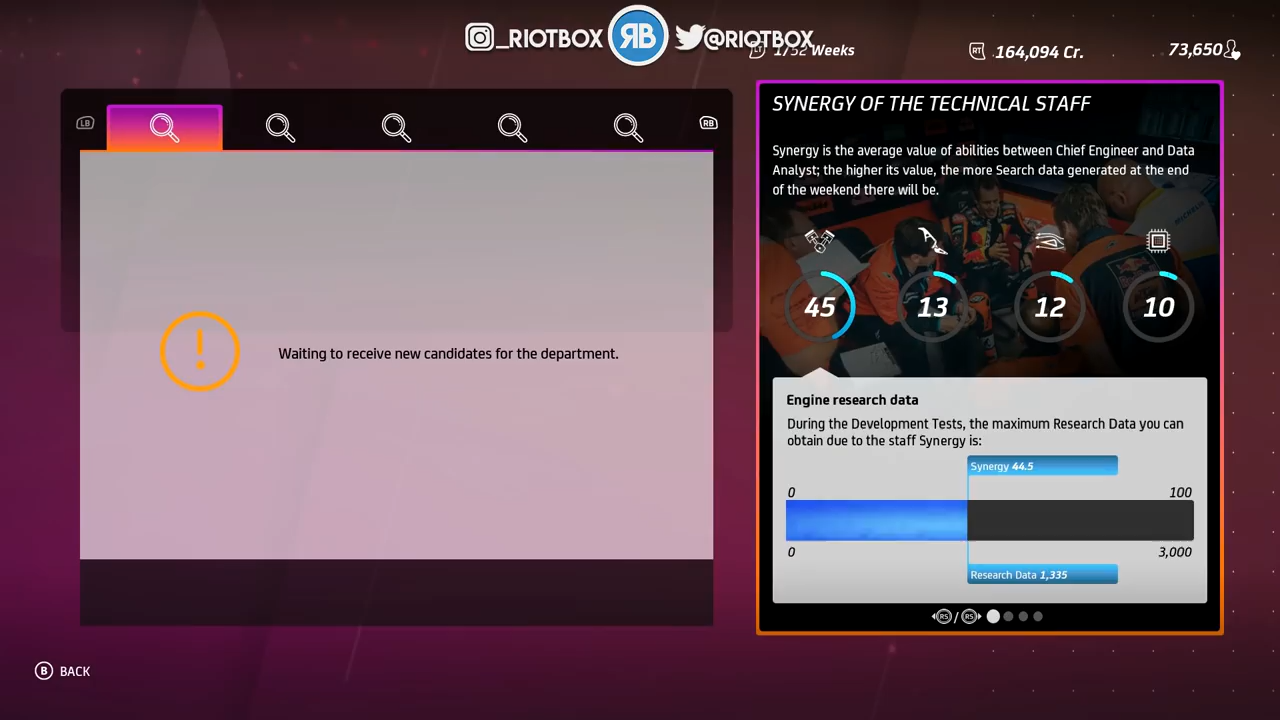 _RIOTBOX RB @RIOTBOX
LT 1/52 Weeks
RT 164,094 Cr.
73,650
LB
RB
SYNERGY OF THE TECHNICAL STAFF
Synergy is the average value of abilities between Chief Engineer and Data
Analyst; the higher its value, the more Search data generated at the end
of the weekend there will be.
45 13 12 10
Waiting to receive new candidates for the department.
Engine research data
During the Development Tests, the maximum Research Data you can
obtain due to the staff Synergy is:
Synergy 44.5
0 100
0 3,000
Research Data 1,335
RS / RS
B BACK